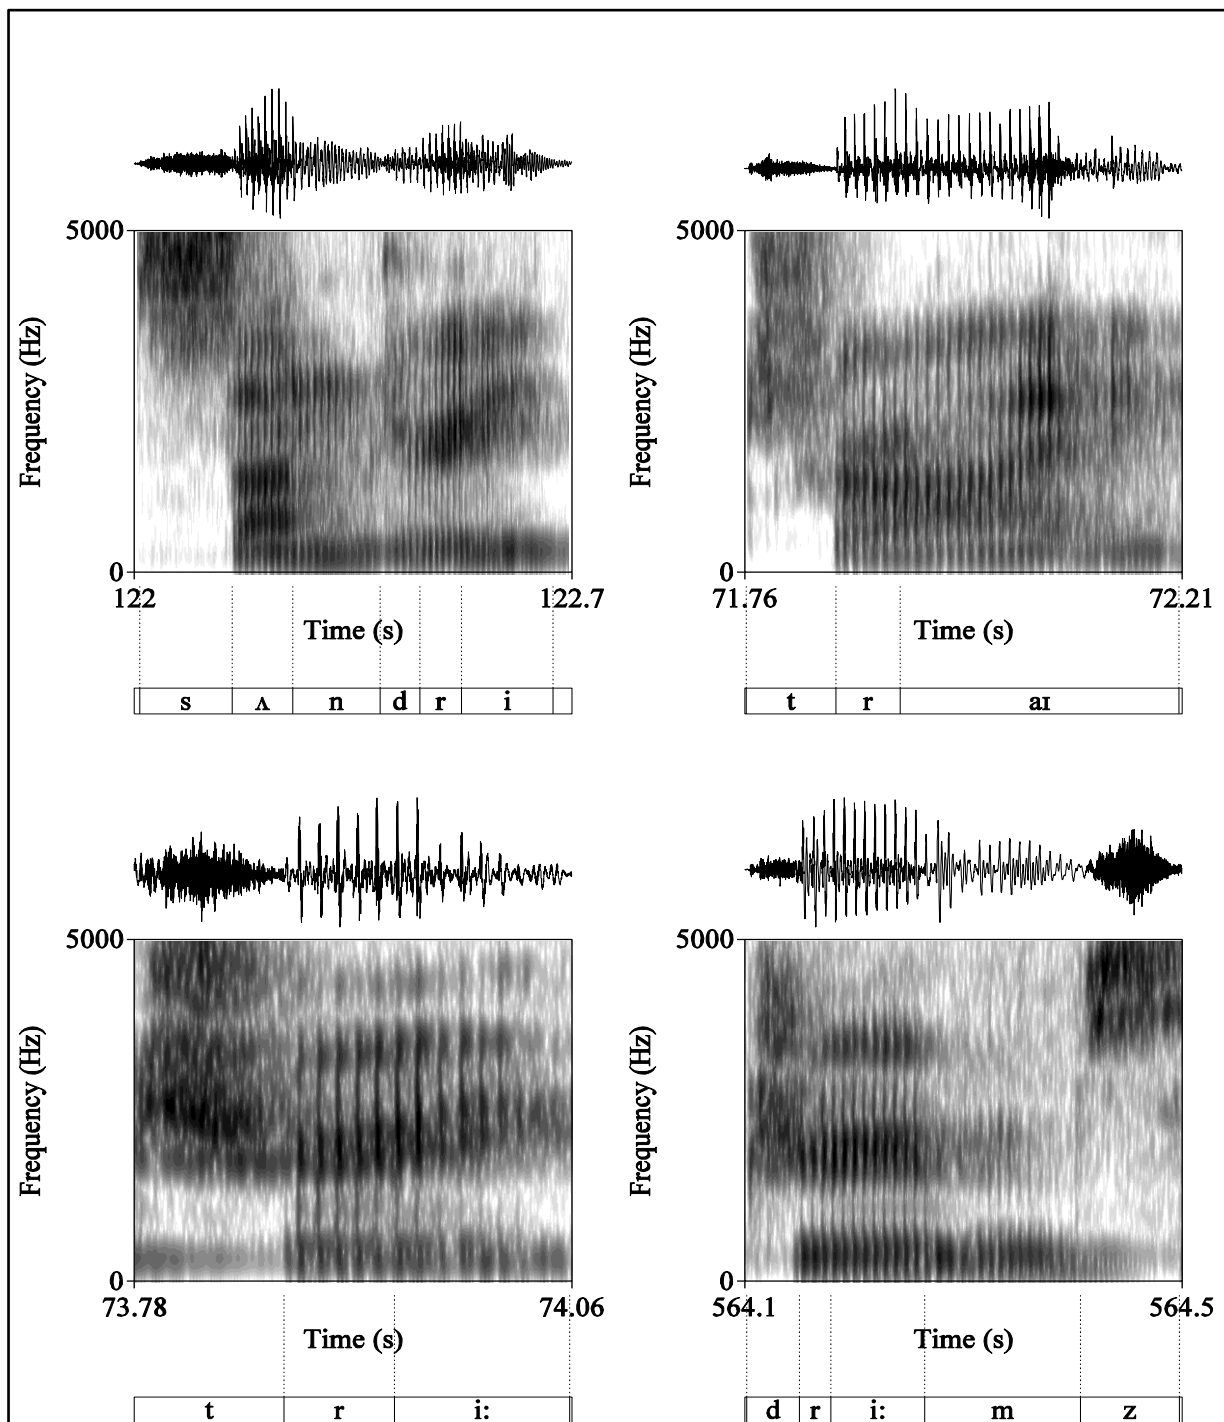 5000 5000
Frequency (Hz) Frequency (Hz)
0 0
122 122.7 71.76 72.21
Time (s) Time (s)
s ʌ n d r i t r aɪ
5000 5000
Frequency (Hz) Frequency (Hz)
0 0
73.78 74.06 564.1 564.5
Time (s) Time (s)
t r i: d r i: m z